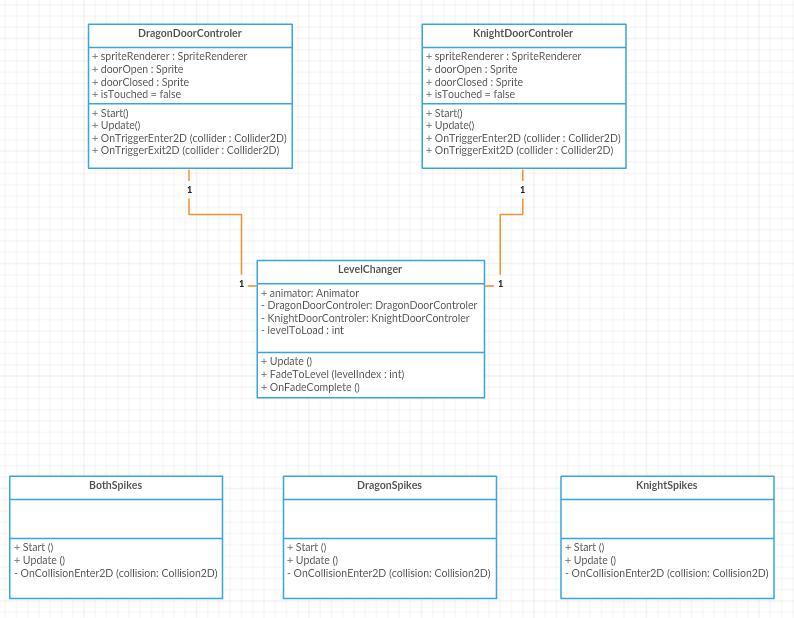 DragonDoorControler
+ spriteRenderer : SpriteRenderer
+ doorOpen : Sprite
+ doorClosed : Sprite
+ isTouched = false
+ Start()
+ Update()
+ OnTriggerEnter2D (collider : Collider2D)
+ OnTriggerExit2D (collider : Collider2D)
1
KnightDoorControler
+ spriteRenderer : SpriteRenderer
+ doorOpen : Sprite
+ doorClosed : Sprite
+ isTouched = false
+ Start()
+ Update()
+ OnTriggerEnter2D (collider : Collider2D)
+ OnTriggerExit2D (collider : Collider2D)
1
1
1
LevelChanger
+ animator: Animator
- DragonDoorControler: DragonDoorControler
- KnightDoorControler: KnightDoorControler
- levelToLoad : int
+ Update ()
+ FadeToLevel (levelIndex : int)
+ OnFadeComplete ()
BothSpikes
+ Start ()
+ Update ()
- OnCollisionEnter2D (collision: Collision2D)
DragonSpikes
+ Start ()
+ Update ()
- OnCollisionEnter2D (collision: Collision2D)
KnightSpikes
+ Start ()
+ Update ()
- OnCollisionEnter2D (collision: Collision2D)